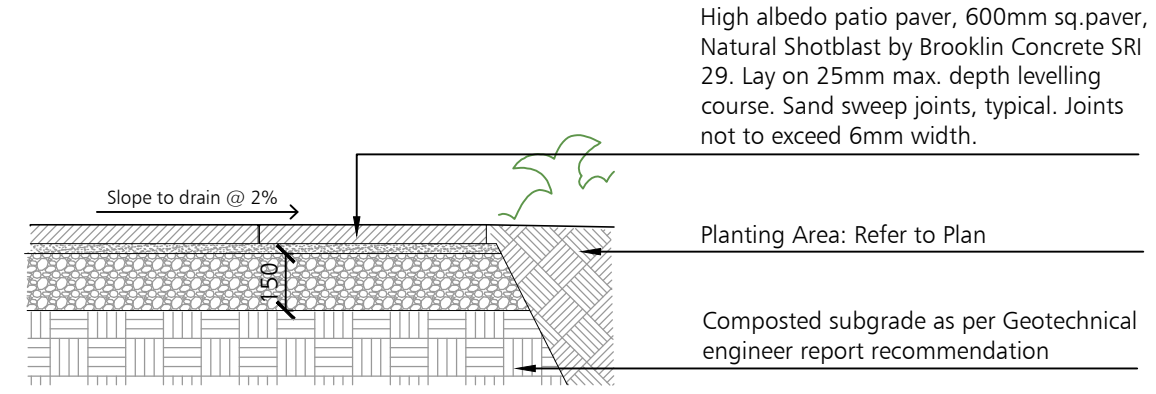 High albedo patio paver, 600mm sq.paver,
Natural Shotblast by Brooklin Concrete SRI
29. Lay on 25mm max. depth levelling
course. Sand sweep joints, typical. Joints
not to exceed 6mm width.
Slope to drain @ 2%
Planting Area: Refer to Plan
150
Composted subgrade as per Geotechnical
engineer report recommendation